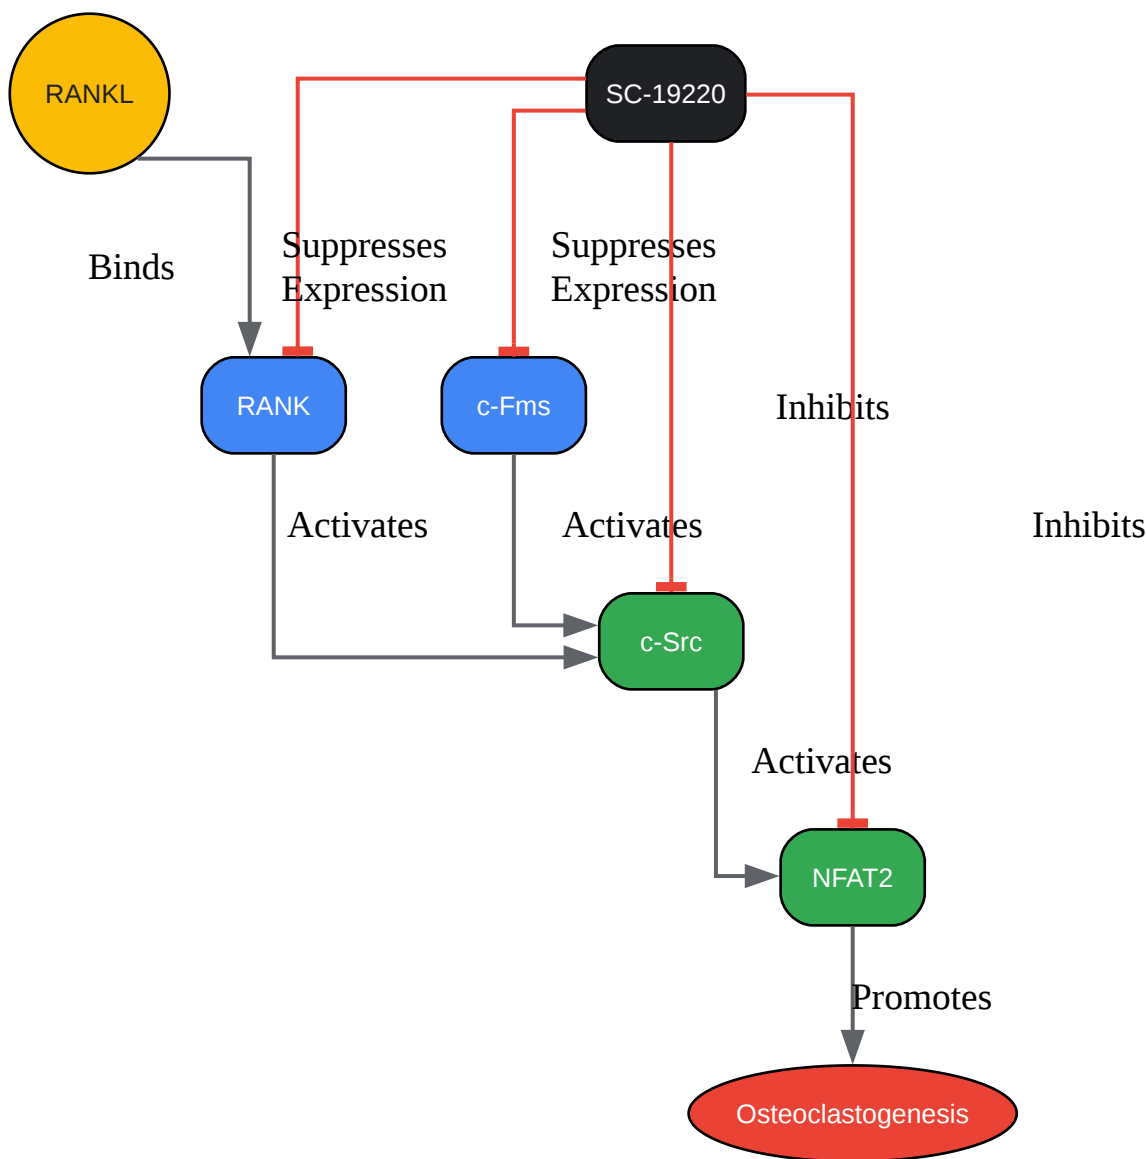 RANKL
SC-19220
Binds
Suppresses
Expression
Suppresses
Expression
RANK
c-Fms
Inhibits
Activates
Activates
Inhibits
c-Src
Activates
NFAT2
Promotes
Osteoclastogenesis